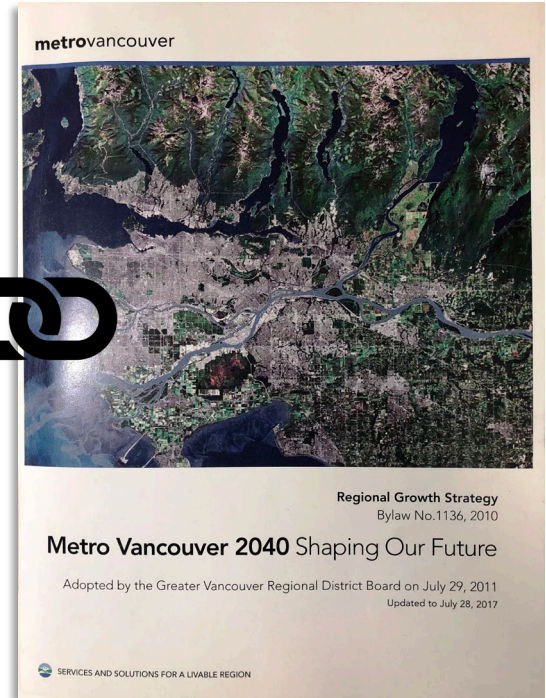 metrovancouver
Regional Growth Strategy
Bylaw No.1136, 2010
Metro Vancouver 2040 Shaping Our Future
Adopted by the Greater Vancouver Regional District Board on July 29, 2011
Updated to July 28, 2017
SERVICES AND SOLUTIONS FOR A LIVABLE REGION